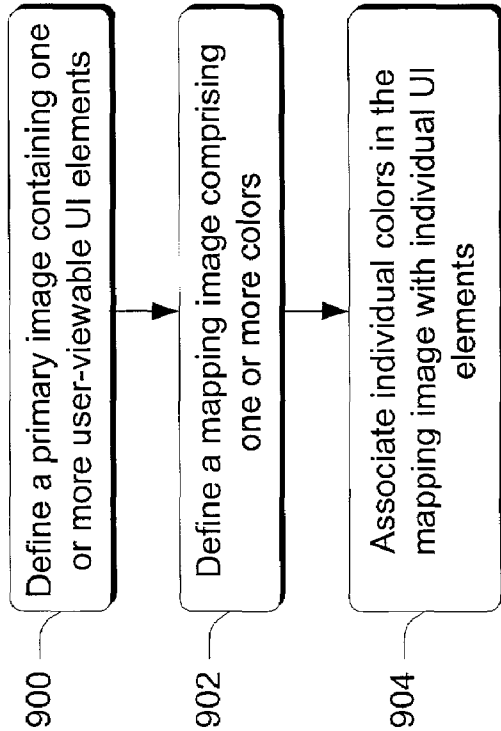 900
Define a primary image containing one
or more user-viewable UI elements
902
Define a mapping image comprising
one or more colors
904
Associate individual colors in the
mapping image with individual UI
elements